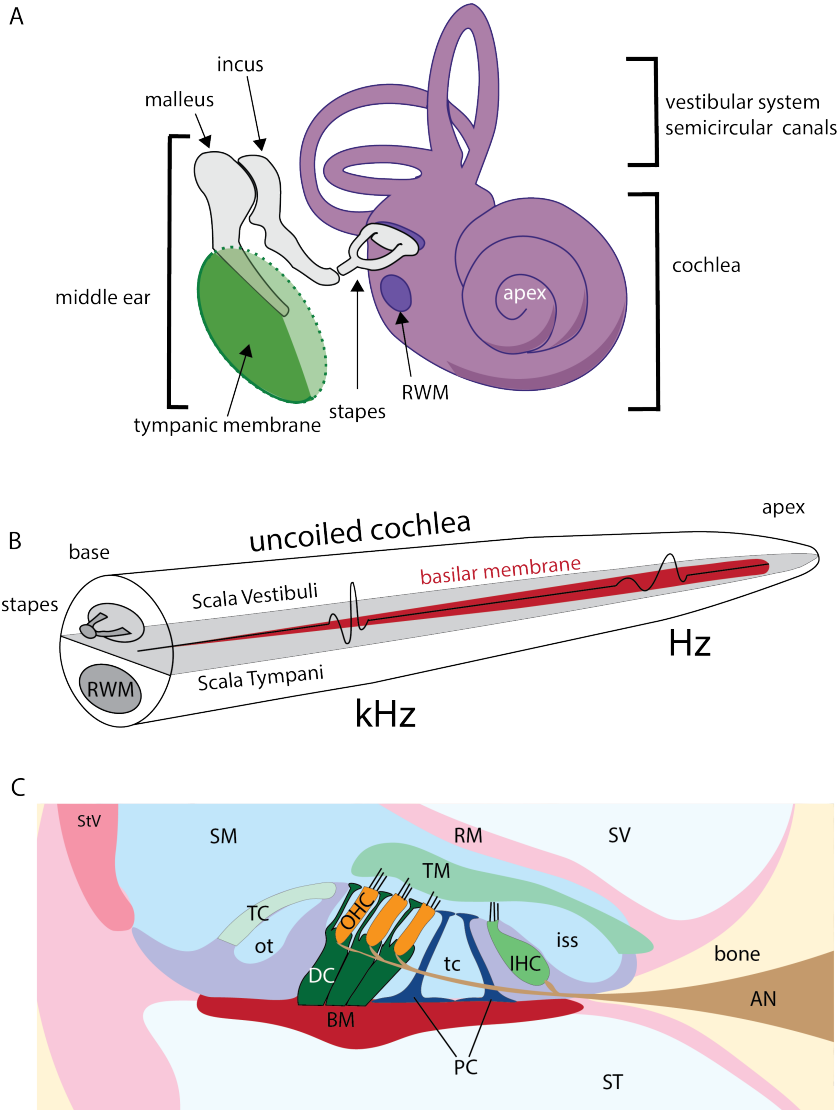 A
incus
malleus
vestibular system
semicircular canals
cochlea
middle ear
apex
RWM
stapes
tympanic membrane
B
uncoiled cochlea
apex
base
basilar membrane
stapes
Scala Vestibuli
Hz
RWM
Scala Tympani
kHz
C
StV
SM
RM
SV
TM
TC
OHC
ot
iss
tc
IHC
bone
DC
AN
BM
PC
ST